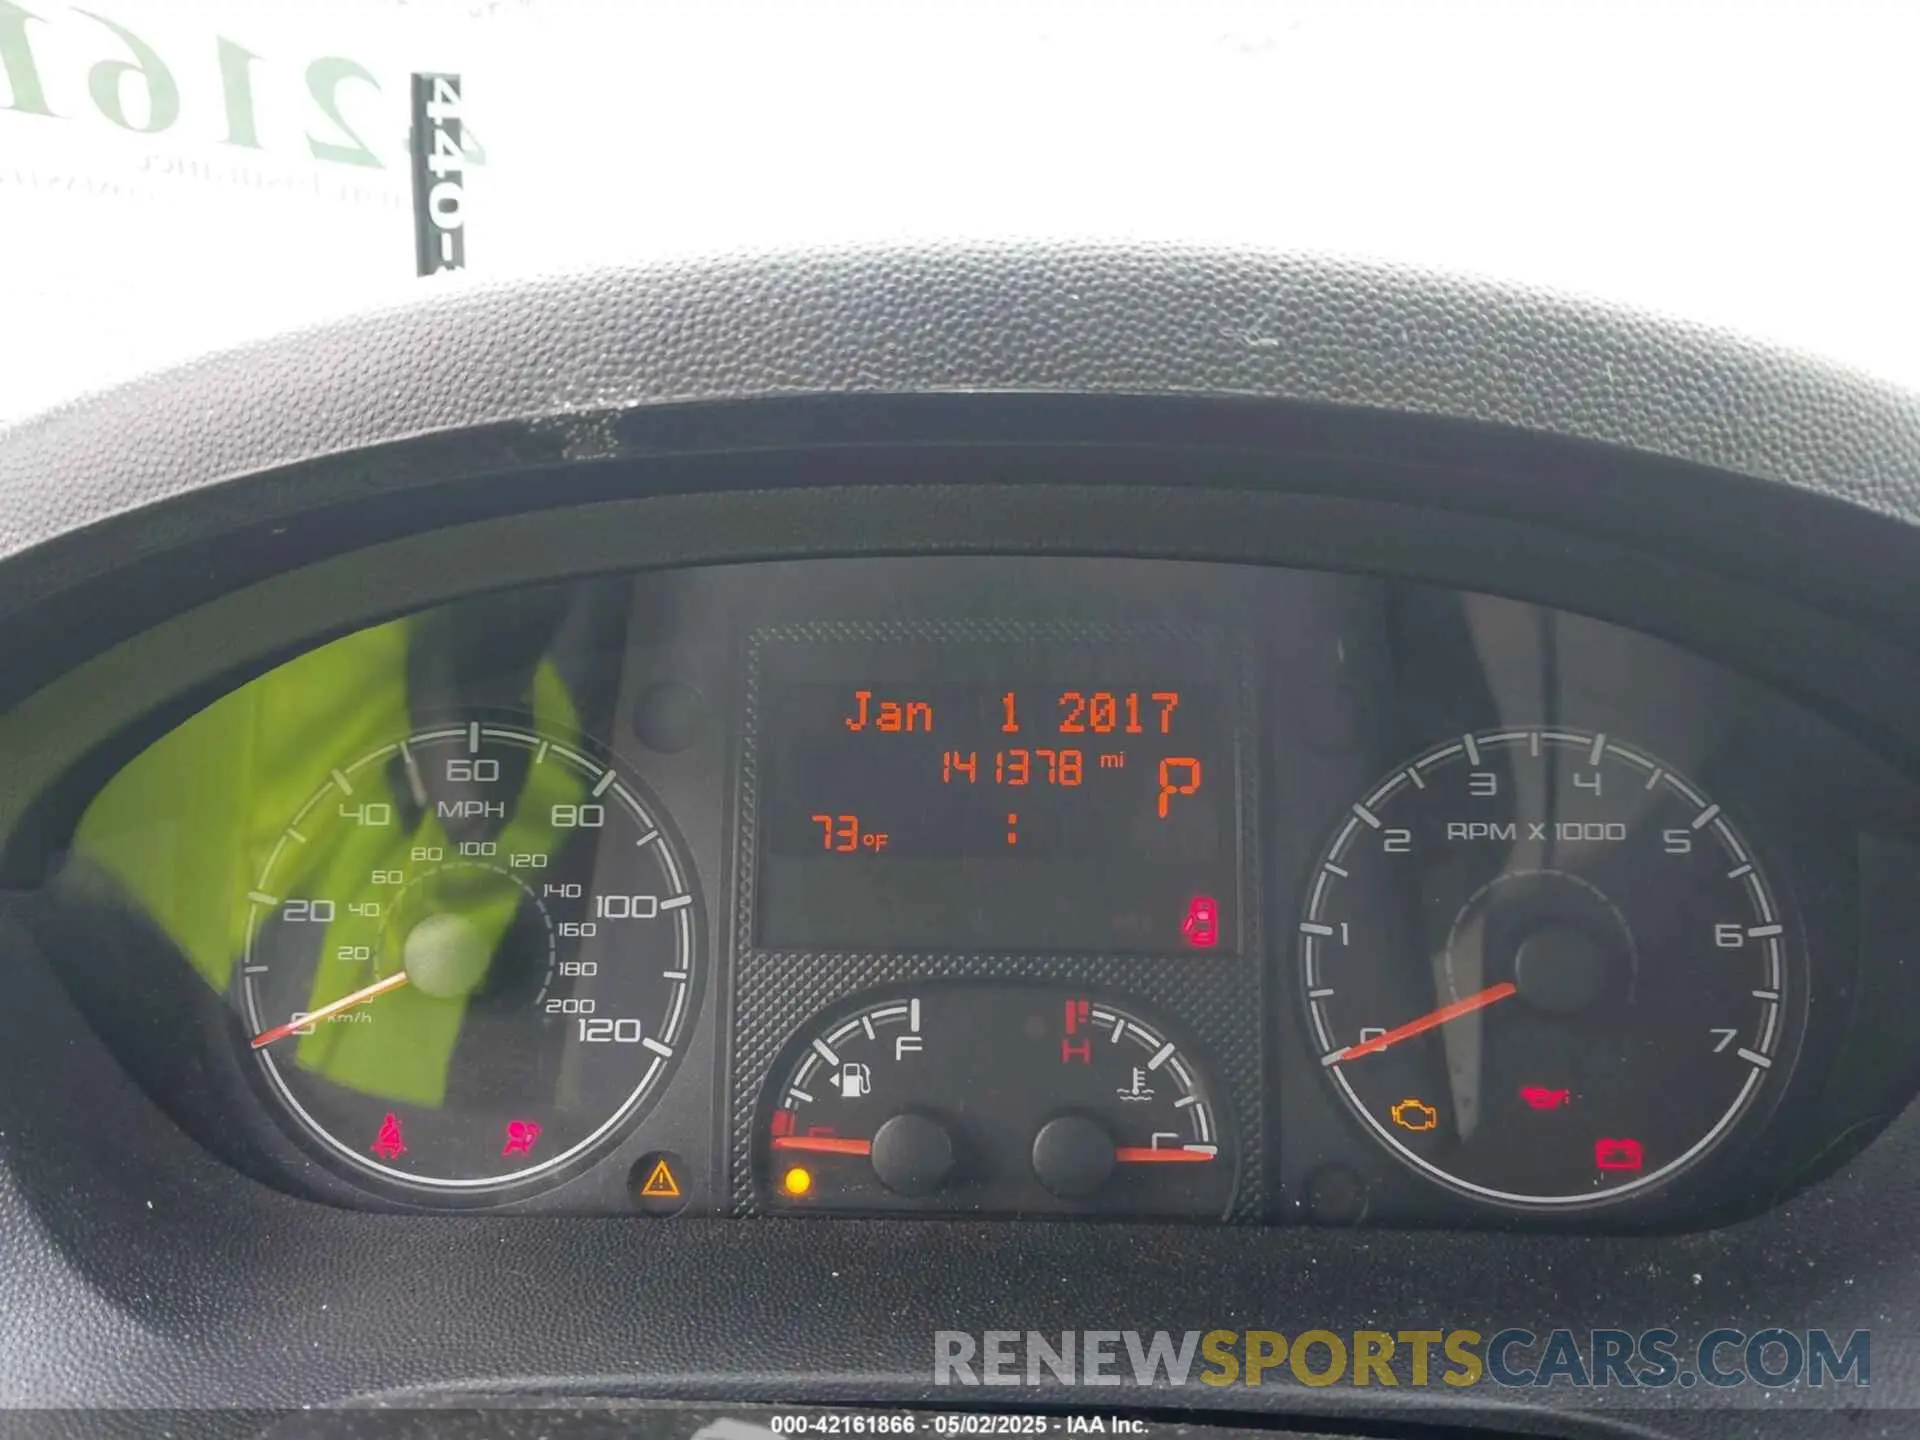 440-
Jan 1 2017
141378 mi
P
73°F :
0 20 40 60 80 100 120
MPH
20 40 60 80 100 120 140 160 180 200
km/h
F
H
C
0 1 2 3 4 5 6 7
RPM X 1000
RENEWSPORTSCARS.COM
000-42161866 - 05/02/2025 - IAA Inc.